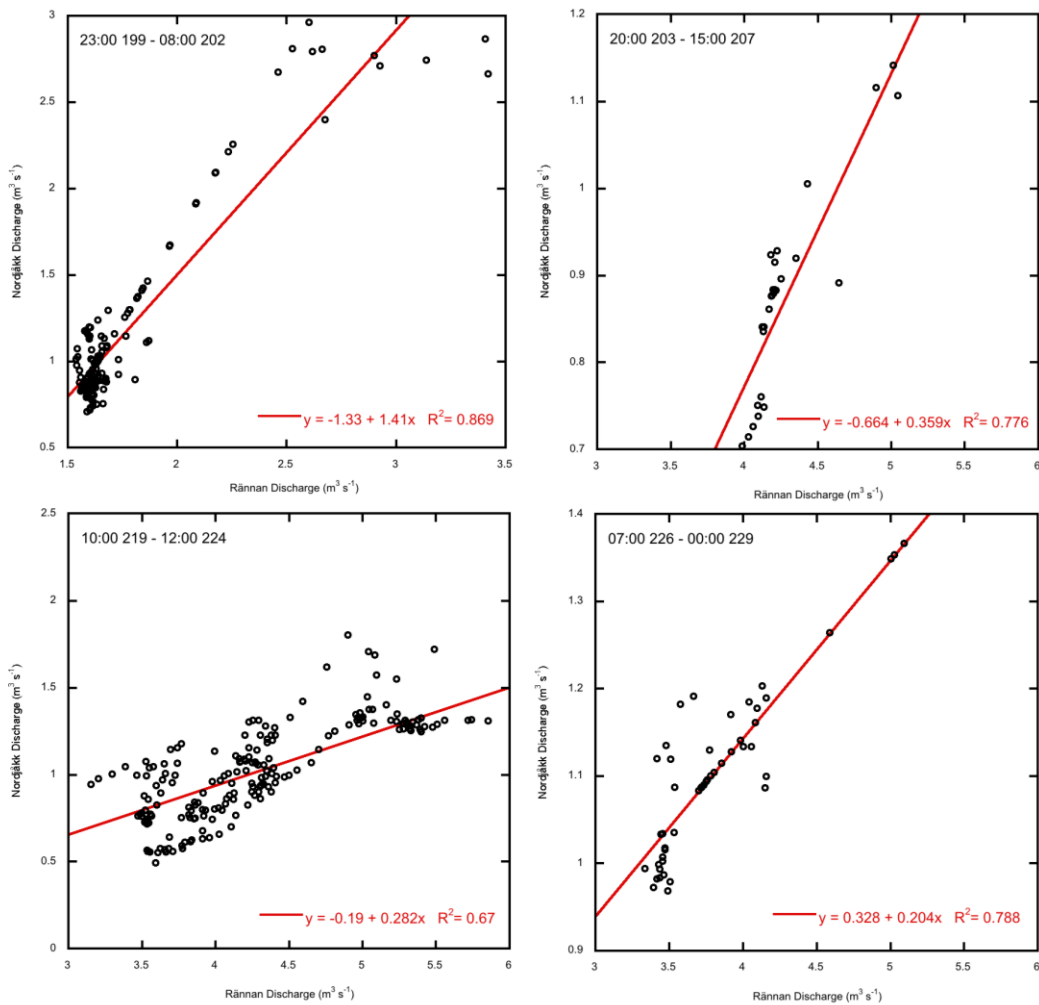 23:00 199 - 08:00 202
3
2.5
2
1.5
1
0.5
Nordjåkk Discharge (m³ s⁻¹)
y = -1.33 + 1.41x R²= 0.869
1.5 2 2.5 3 3.5
Rännan Discharge (m³ s⁻¹)
20:00 203 - 15:00 207
1.2
1.1
1
0.9
0.8
0.7
Nordjåkk Discharge (m³ s⁻¹)
y = -0.664 + 0.359x R²= 0.776
3 3.5 4 4.5 5 5.5 6
Rännan Discharge (m³ s⁻¹)
10:00 219 - 12:00 224
2.5
2
1.5
1
0.5
0
Nordjåkk Discharge (m³ s⁻¹)
y = -0.19 + 0.282x R²= 0.67
3 3.5 4 4.5 5 5.5 6
Rännan Discharge (m³ s⁻¹)
07:00 226 - 00:00 229
1.4
1.3
1.2
1.1
1
0.9
Nordjåkk Discharge (m³ s⁻¹)
y = 0.328 + 0.204x R²= 0.788
3 3.5 4 4.5 5 5.5 6
Rännan Discharge (m³ s⁻¹)